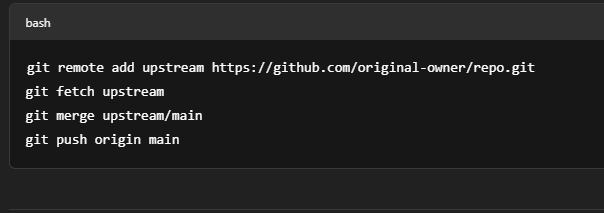 bash
git remote add upstream https://github.com/original-owner/repo.git
git fetch upstream
git merge upstream/main
git push origin main